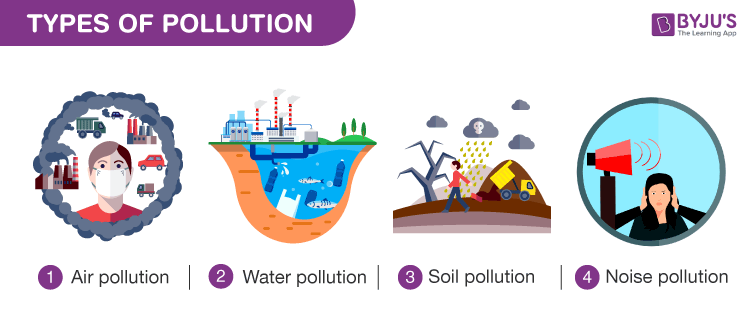 TYPES OF POLLUTION
BYJU'S
The Learning App
1 Air pollution
2 Water pollution
3 Soil pollution
4 Noise pollution